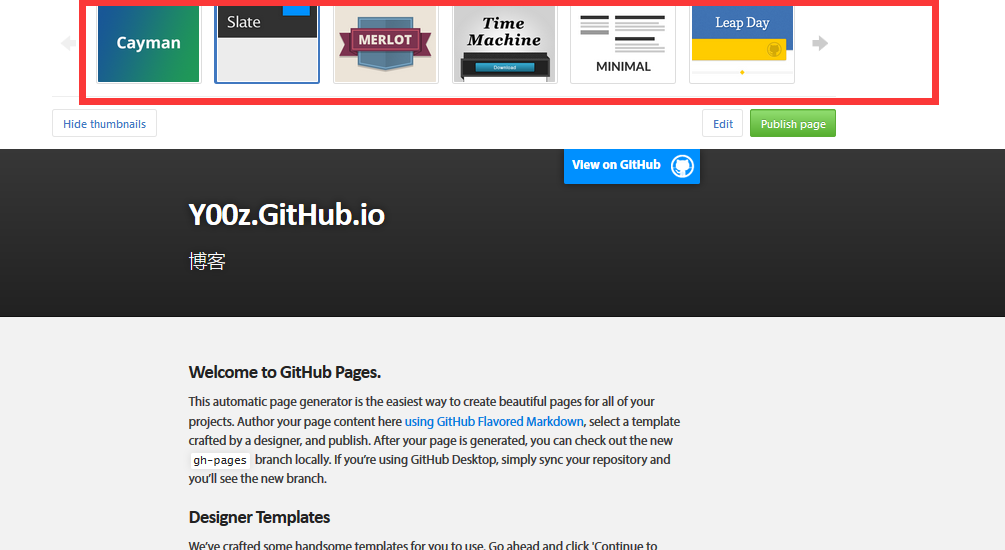 Cayman
Slate
MERLOT
Time
Machine
Download
MINIMAL
Leap Day
Hide thumbnails
Edit
Publish page
View on GitHub
Y00z.GitHub.io
博客
Welcome to GitHub Pages.
This automatic page generator is the easiest way to create beautiful pages for all of your
projects. Author your page content here using GitHub Flavored Markdown, select a template
crafted by a designer, and publish. After your page is generated, you can check out the new
gh-pages branch locally. If you’re using GitHub Desktop, simply sync your repository and
you’ll see the new branch.
Designer Templates
We’ve crafted some handsome templates for you to use. Go ahead and click 'Continue to